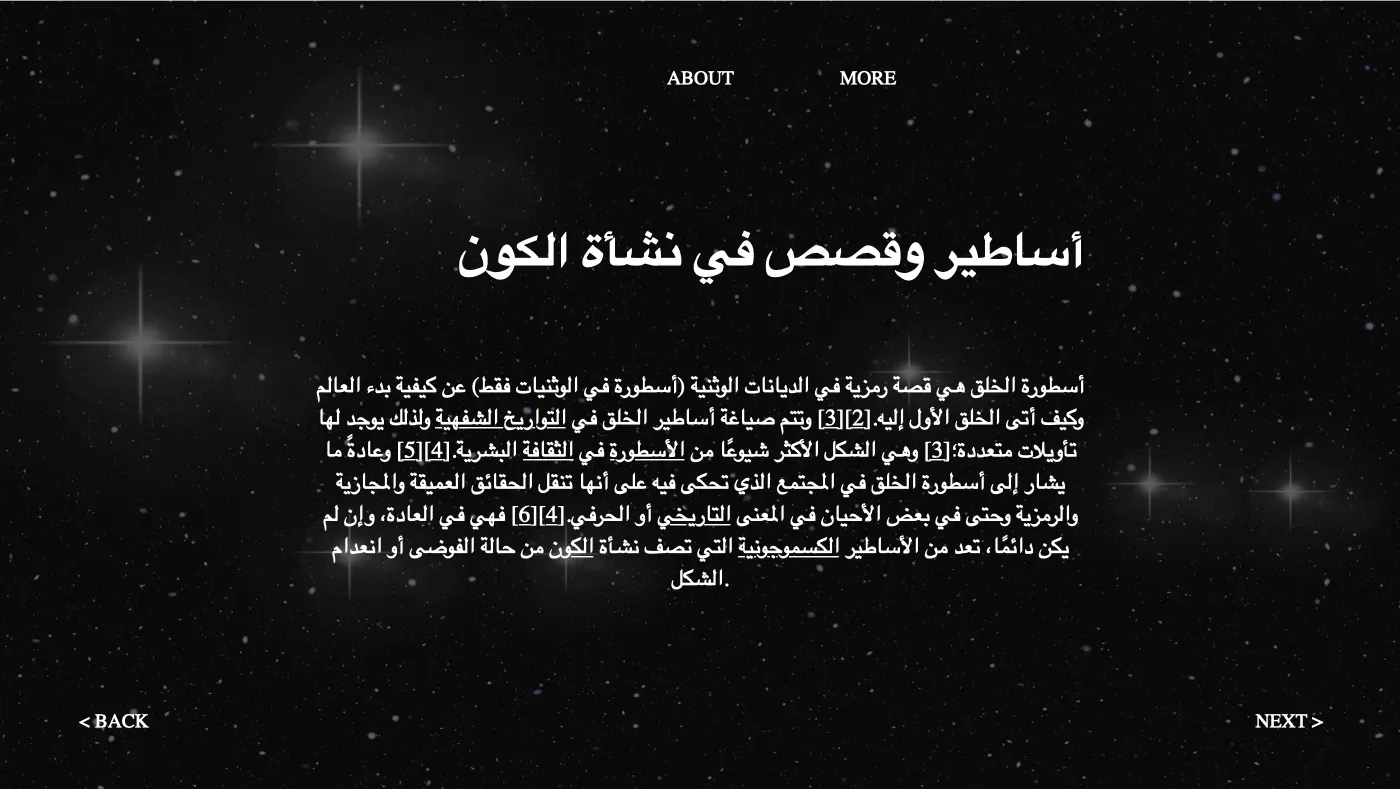 ABOUT
MORE
أساطير وقصص في نشأة الكون
أسطورة الخلق هي قصة رمزية في الديانات الوثنية (أسطورة في الوثنيات فقط) عن كيفية بدء العالم
وكيف أتى الخلق الأول إليه.[2][3] وتتم صياغة أساطير الخلق في التواريخ الشفهية ولذلك يوجد لها
تأويلات متعددة؛[3] وهي الشكل الأكثر شيوعًا من الأسطورة في الثقافة البشرية.[4][5] وعادةً ما
يشار إلى أسطورة الخلق في المجتمع الذي تحكى فيه على أنها تنقل الحقائق العميقة والمجازية
والرمزية وحتى في بعض الأحيان في المعنى التاريخي أو الحرفي.[4][6] فهي في العادة، وإن لم
يكن دائمًا، تعد من الأساطير الكسموجونية التي تصف نشأة الكون من حالة الفوضى أو انعدام
الشكل.
< BACK
NEXT >